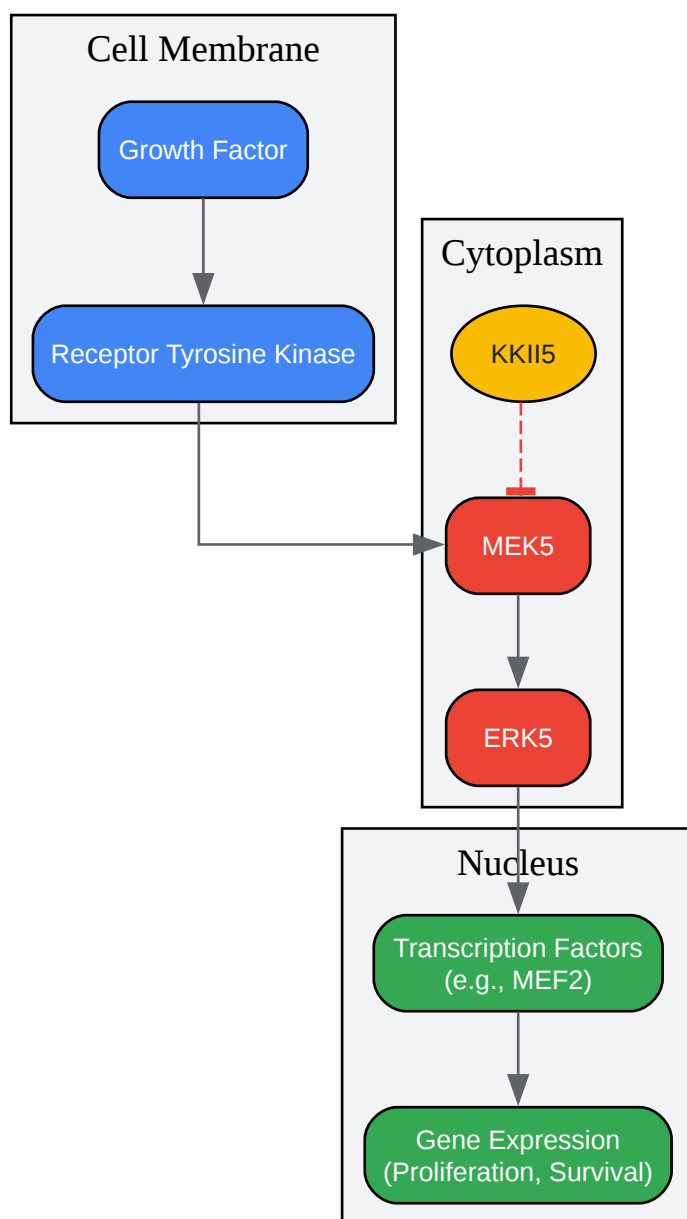 Cell Membrane
Growth Factor
Receptor Tyrosine Kinase
Cytoplasm
KKII5
MEK5
ERK5
Nucleus
Transcription Factors
(e.g., MEF2)
Gene Expression
(Proliferation, Survival)